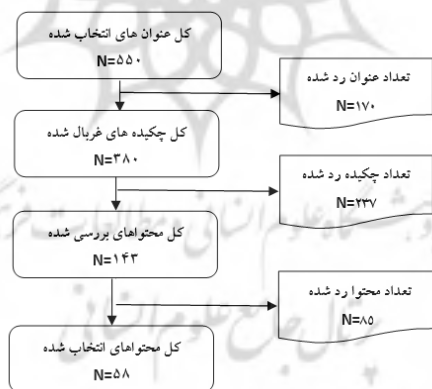 کل عنوان های انتخاب شده
N=۵۵۰
تعداد عنوان رد شده
N=۱۷۰
کل چکیده های غربال شده
N=۳۸۰
تعداد چکیده رد شده
N=۲۳۷
کل محتواهای بررسی شده
N=۱۴۳
تعداد محتوا رد شده
N=۸۵
کل محتواهای انتخاب شده
N=۵۸